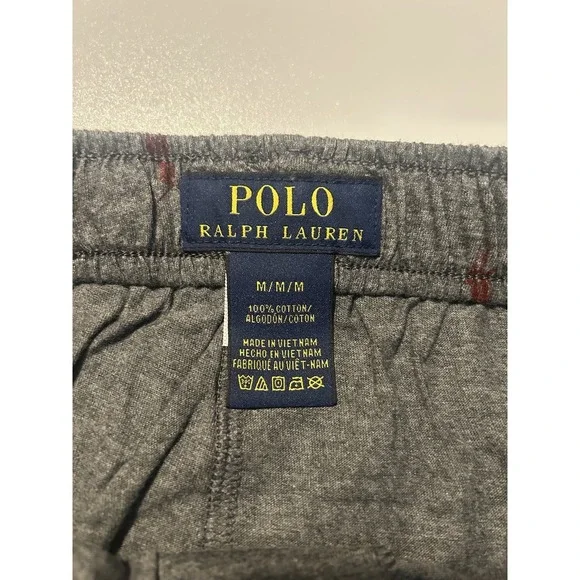 POLO
RALPH LAUREN
M/M/M
100% COTTON/
ALGODÓN/COTON
MADE IN VIETNAM
HECHO EN VIETNAM
FABRIQUÉ AU VIÊT-NAM